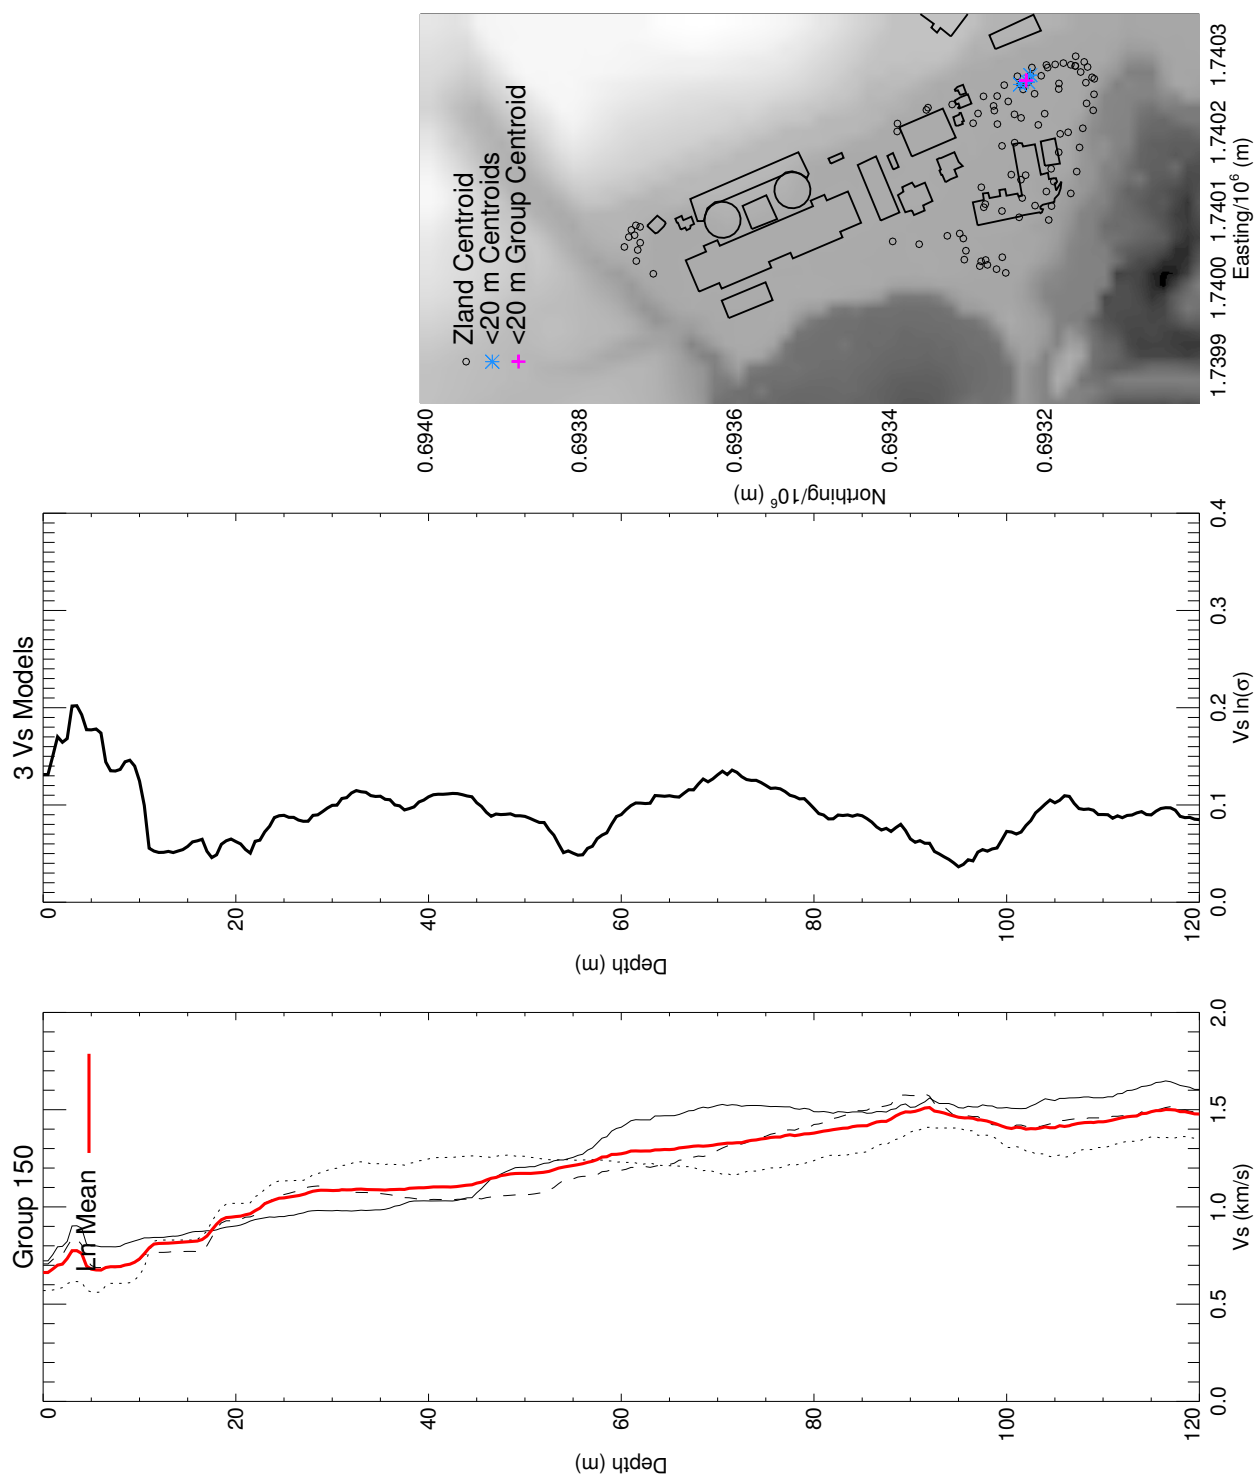 Group 150
Ln Mean
0
20
40
60
80
100
120
Depth (m)
0.0
0.5
1.0
1.5
2.0
Vs (km/s)
3 Vs Models
0
20
40
60
80
100
120
Depth (m)
0.0
0.1
0.2
0.3
0.4
Vs ln(σ)
Zland Centroid
<20 m Centroids
<20 m Group Centroid
0.6940
0.6938
0.6936
0.6934
0.6932
Northing/10⁶ (m)
1.7399
1.7400
1.7401
1.7402
1.7403
Easting/10⁶ (m)